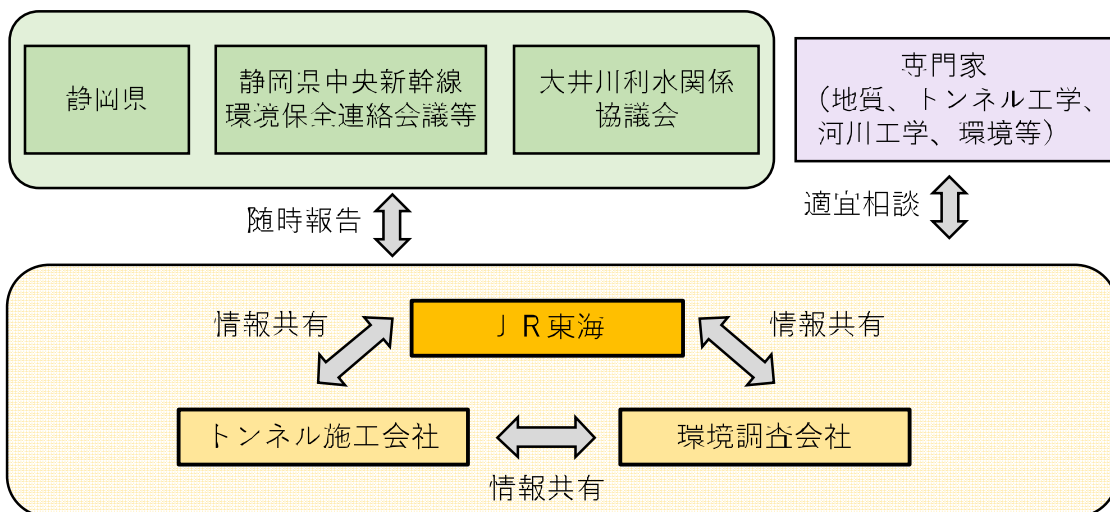 静岡県
静岡県中央新幹線
環境保全連絡会議等
大井川利水関係
協議会
専門家
（地質、トンネル工学、
河川工学、環境等）
随時報告
適宜相談
情報共有
ＪＲ東海
情報共有
トンネル施工会社
環境調査会社
情報共有